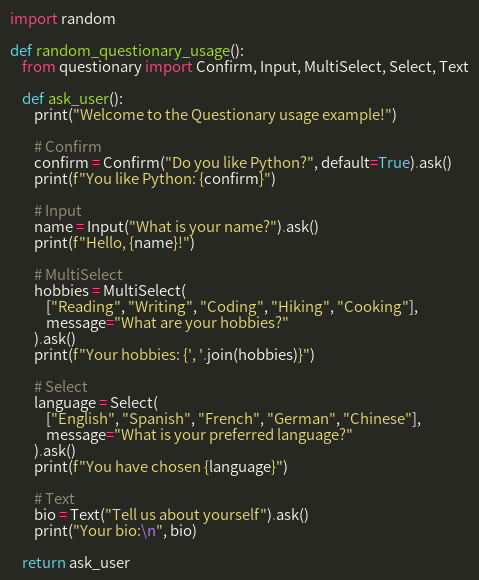 import random

def random_questionary_usage():
    from questionary import Confirm, Input, MultiSelect, Select, Text

    def ask_user():
        print("Welcome to the Questionary usage example!")

        # Confirm
        confirm = Confirm("Do you like Python?", default=True).ask()
        print(f"You like Python: {confirm}")

        # Input
        name = Input("What is your name?").ask()
        print(f"Hello, {name}!")

        # MultiSelect
        hobbies = MultiSelect(
            ["Reading", "Writing", "Coding", "Hiking", "Cooking"],
            message="What are your hobbies?"
        ).ask()
        print(f"Your hobbies: {', '.join(hobbies)}")

        # Select
        language = Select(
            ["English", "Spanish", "French", "German", "Chinese"],
            message="What is your preferred language?"
        ).ask()
        print(f"You have chosen {language}")

        # Text
        bio = Text("Tell us about yourself").ask()
        print("Your bio:\n", bio)

    return ask_user